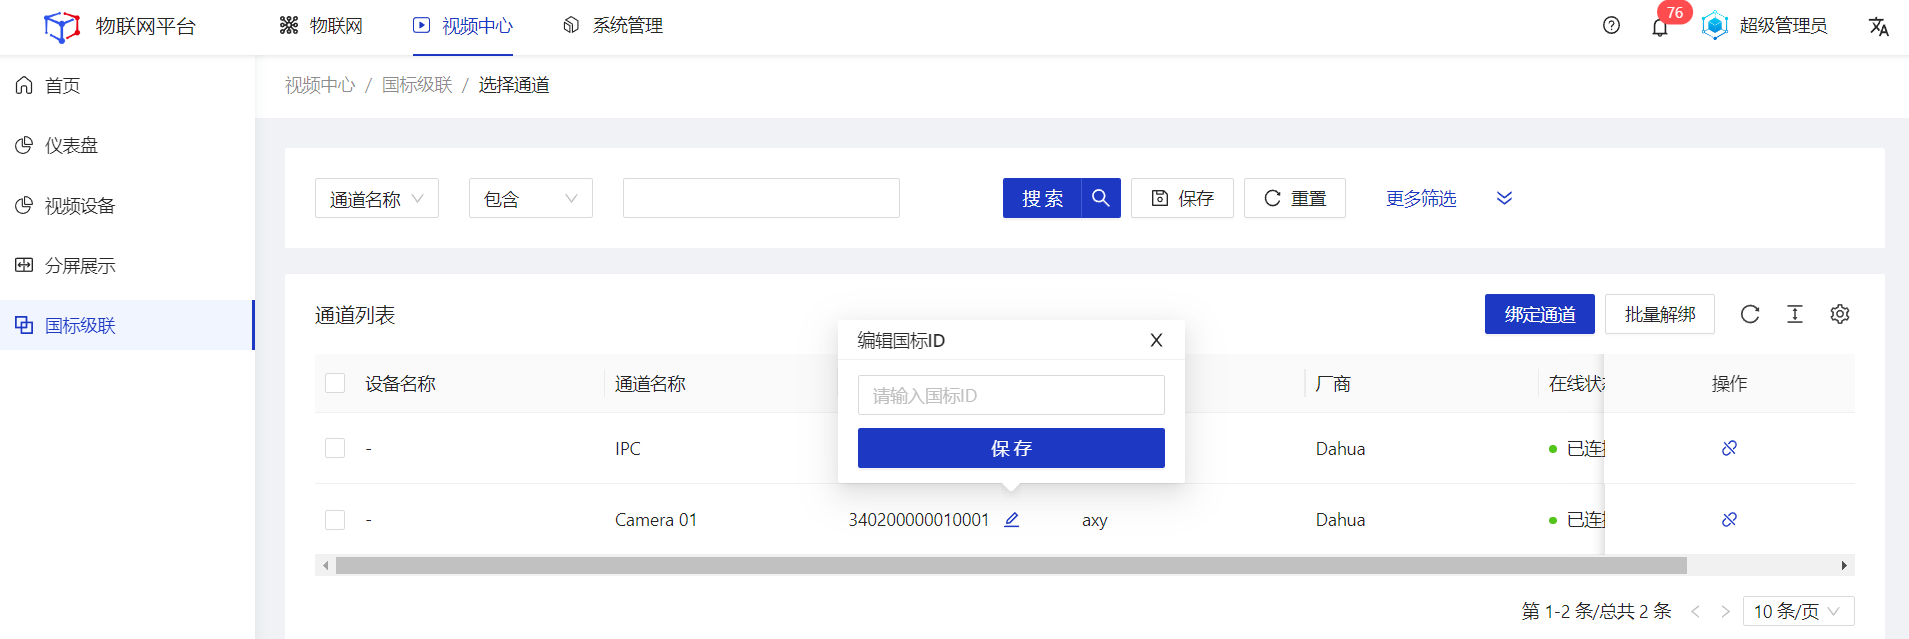 物联网平台
物联网
视频中心
系统管理
76
超级管理员
首页
仪表盘
视频设备
分屏展示
国标级联
视频中心 / 国标级联 / 选择通道
通道名称
包含
搜 索
保存
重置
更多筛选
通道列表
绑定通道
批量解绑
编辑国标ID
X
请输入国标ID
保 存
设备名称
通道名称
厂商
在线状
操作
-
IPC
Dahua
已连
-
Camera 01
340200000010001
axy
Dahua
已连
第 1-2 条/总共 2 条
10 条/页